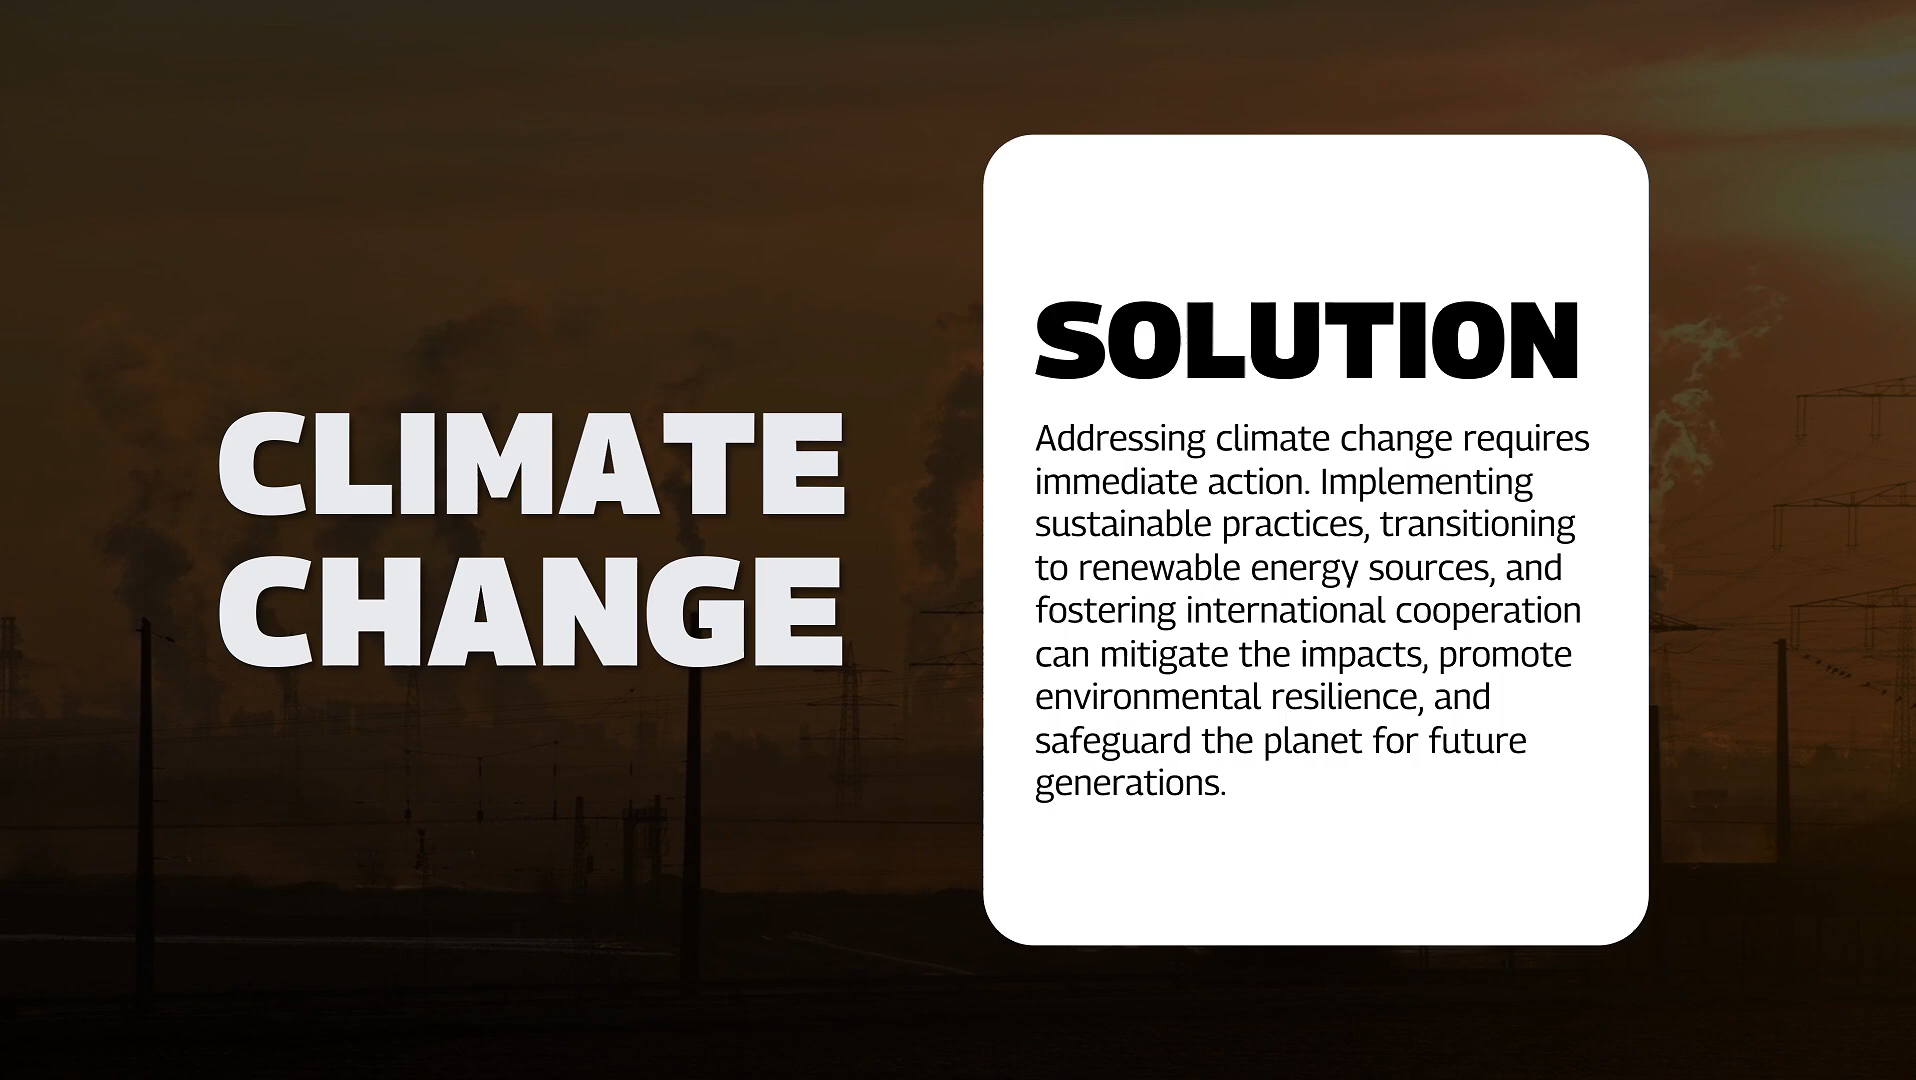 CLIMATE
CHANGE
SOLUTION
Addressing climate change requires
immediate action. Implementing
sustainable practices, transitioning
to renewable energy sources, and
fostering international cooperation
can mitigate the impacts, promote
environmental resilience, and
safeguard the planet for future
generations.